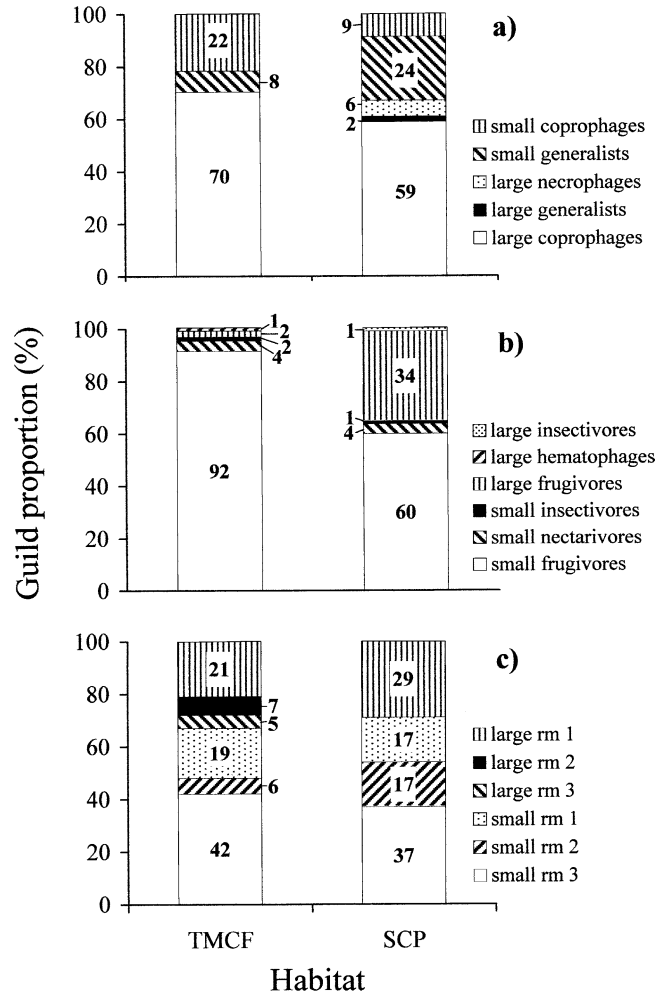 Guild proportion (%)
a)
100
80
60
40
20
0
22
8
70
9
24
6
2
59
small coprophages
small generalists
large necrophages
large generalists
large coprophages
b)
100
80
60
40
20
0
1
2
2
4
92
1
34
1
4
60
large insectivores
large hematophages
large frugivores
small insectivores
small nectarivores
small frugivores
c)
100
80
60
40
20
0
21
7
5
19
6
42
29
17
17
37
large rm 1
large rm 2
large rm 3
small rm 1
small rm 2
small rm 3
TMCF SCP
Habitat